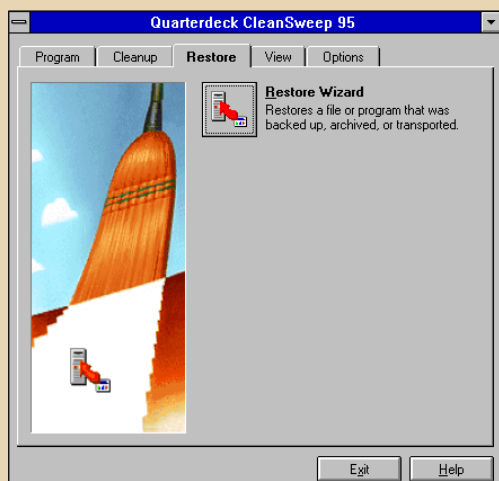 Quarterdeck CleanSweep 95
Program Cleanup Restore View Options
Restore Wizard
Restores a file or program that was
backed up, archived, or transported.
Exit Help